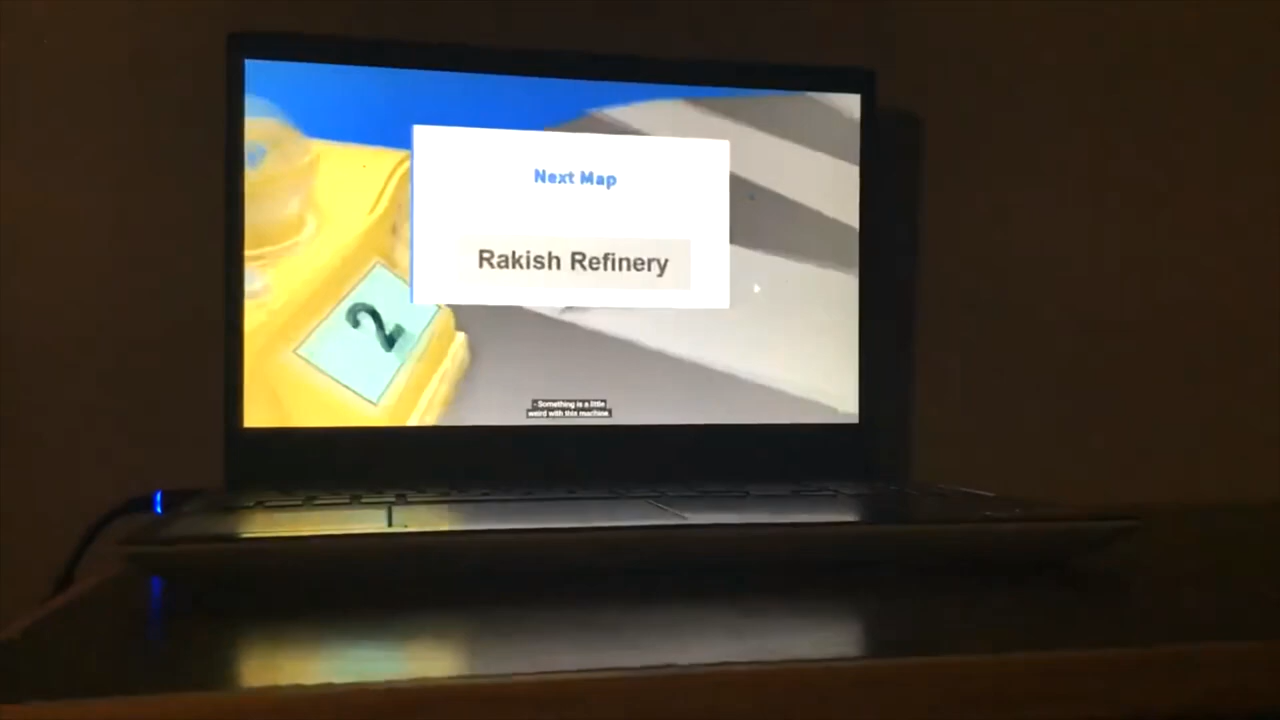 Next Map
Rakish Refinery
2
- Something is a little
weird with this machine.